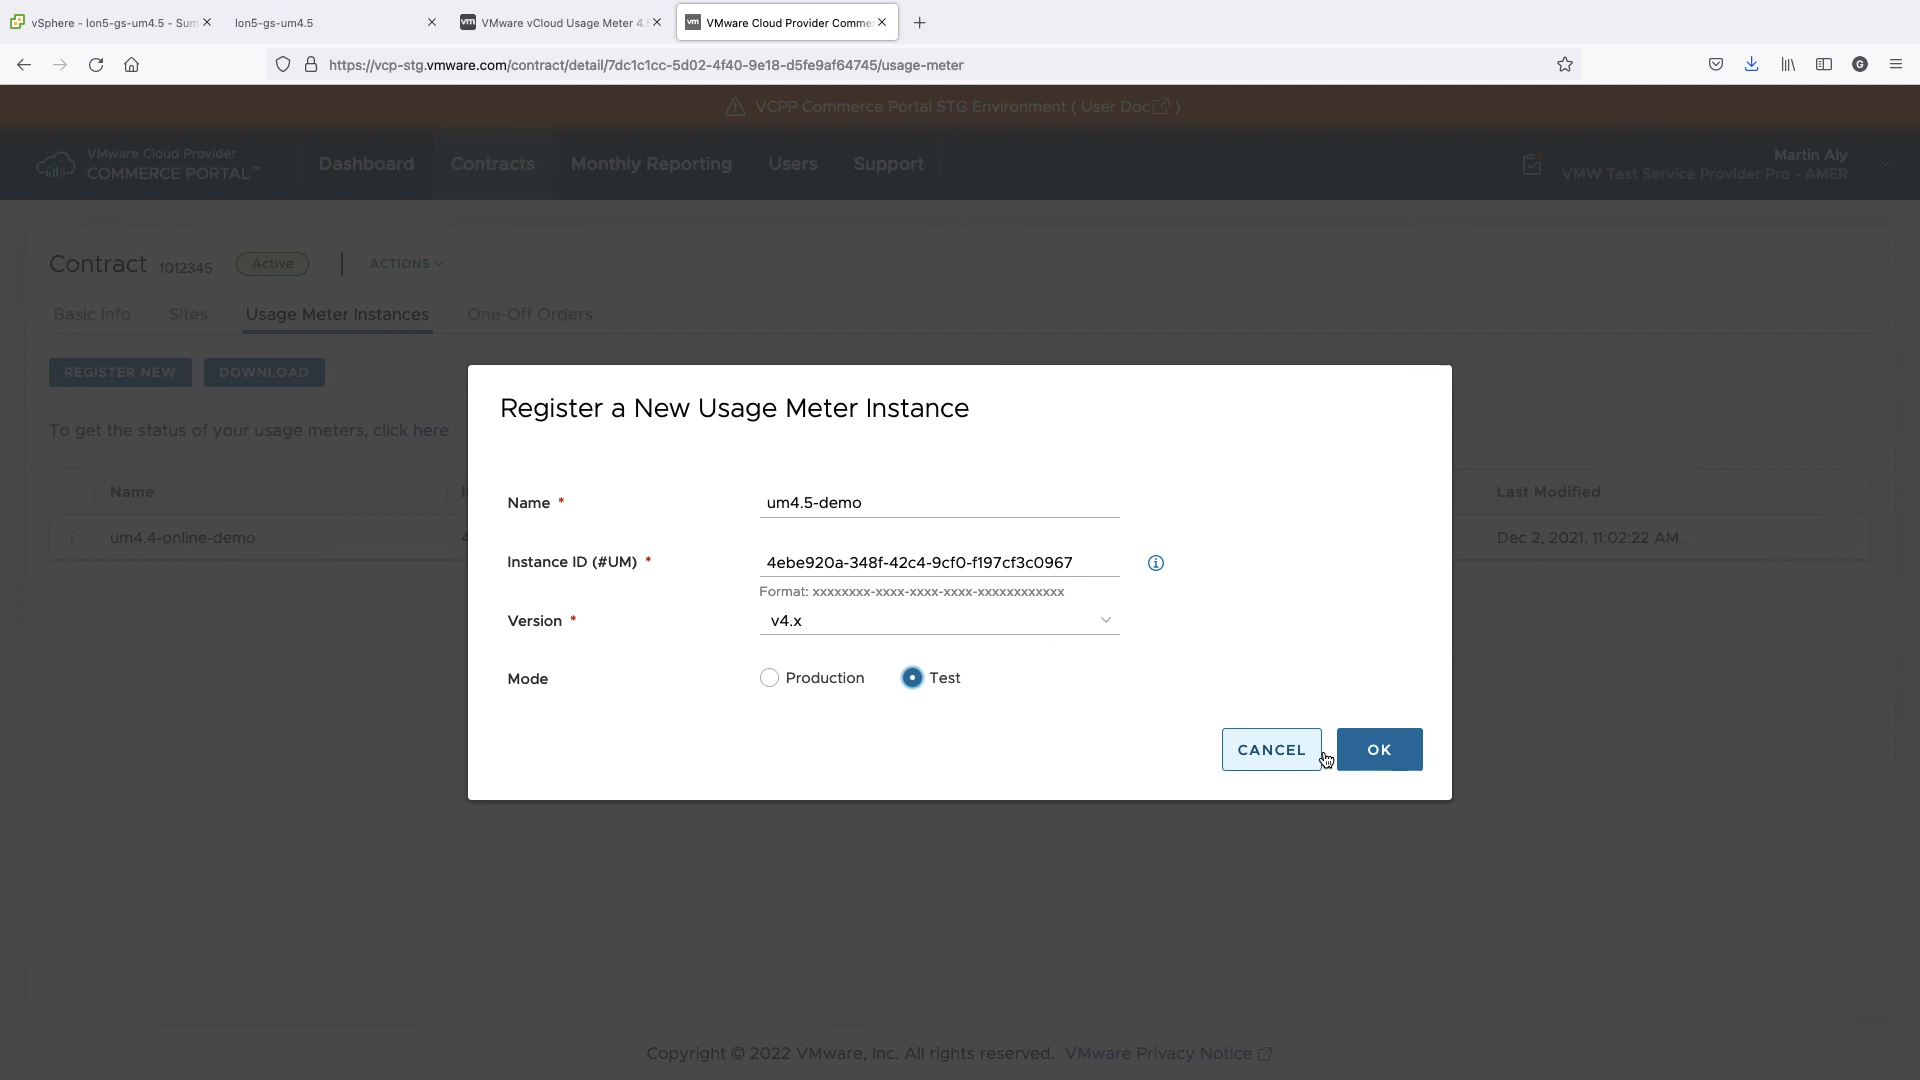 vSphere - lon5-gs-um4.5 - Sum
lon5-gs-um4.5
vm VMware vCloud Usage Meter 4.
vm VMware Cloud Provider Comme
https://vcp-stg.vmware.com/contract/detail/7dc1c1cc-5d02-4f40-9e18-d5fe9af64745/usage-meter
G
VCPP Commerce Portal STG Environment ( User Doc )
VMware Cloud Provider
COMMERCE PORTAL™
Dashboard
Contracts
Monthly Reporting
Users
Support
Martin Aly
VMW Test Service Provider Pro - AMER
Contract 1012345 Active ACTIONS
Basic Info
Sites
Usage Meter Instances
One-Off Orders
REGISTER NEW
DOWNLOAD
To get the status of your usage meters, click here
Name
Last Modified
um4.4-online-demo
4
Dec 2, 2021, 11:02:22 AM
Register a New Usage Meter Instance
Name * um4.5-demo
Instance ID (#UM) * 4ebe920a-348f-42c4-9cf0-f197cf3c0967
Format: xxxxxxxx-xxxx-xxxx-xxxx-xxxxxxxxxxxx
Version * v4.x
Mode Production Test
CANCEL OK
Copyright © 2022 VMware, Inc. All rights reserved. VMware Privacy Notice